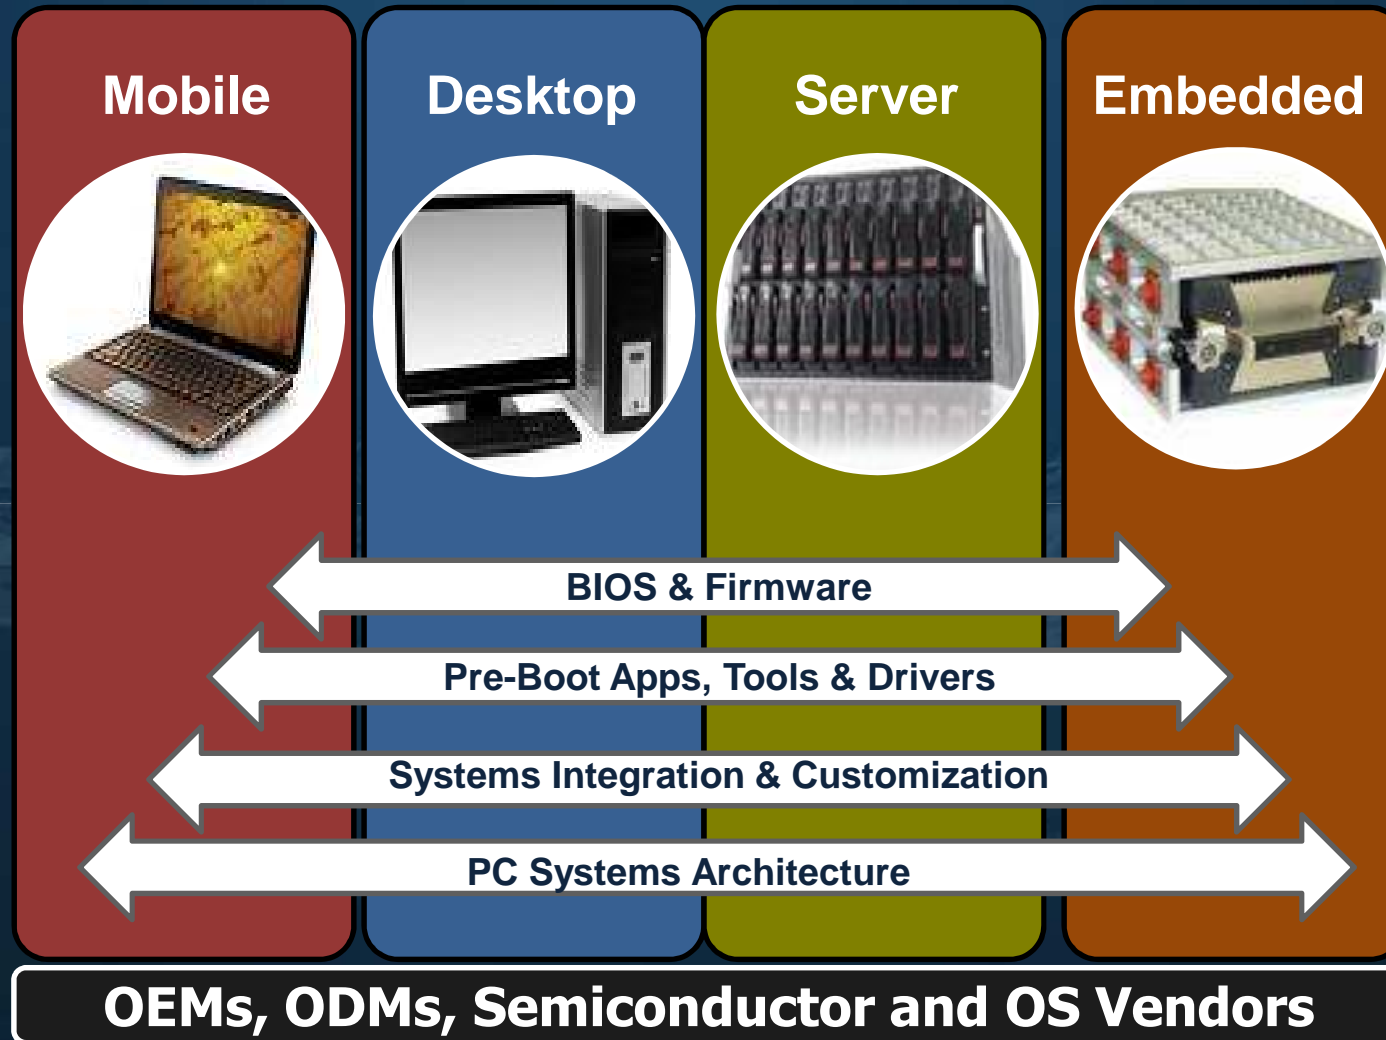 Mobile
Desktop
Server
Embedded
BIOS & Firmware
Pre-Boot Apps, Tools & Drivers
Systems Integration & Customization
PC Systems Architecture
OEMs, ODMs, Semiconductor and OS Vendors